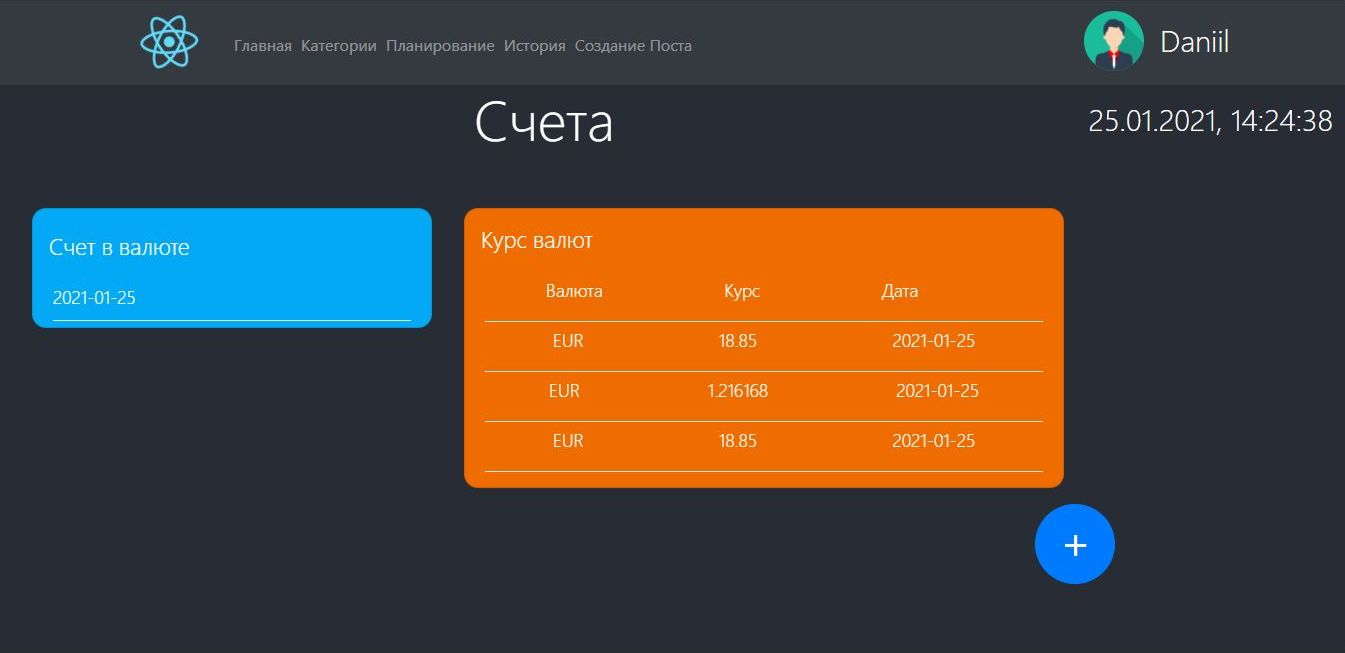 Главная Категории Планирование История Создание Поста
Daniil
Счета
25.01.2021, 14:24:38
Счет в валюте
2021-01-25
Курс валют
Валюта Курс Дата
EUR 18.85 2021-01-25
EUR 1.216168 2021-01-25
EUR 18.85 2021-01-25
+